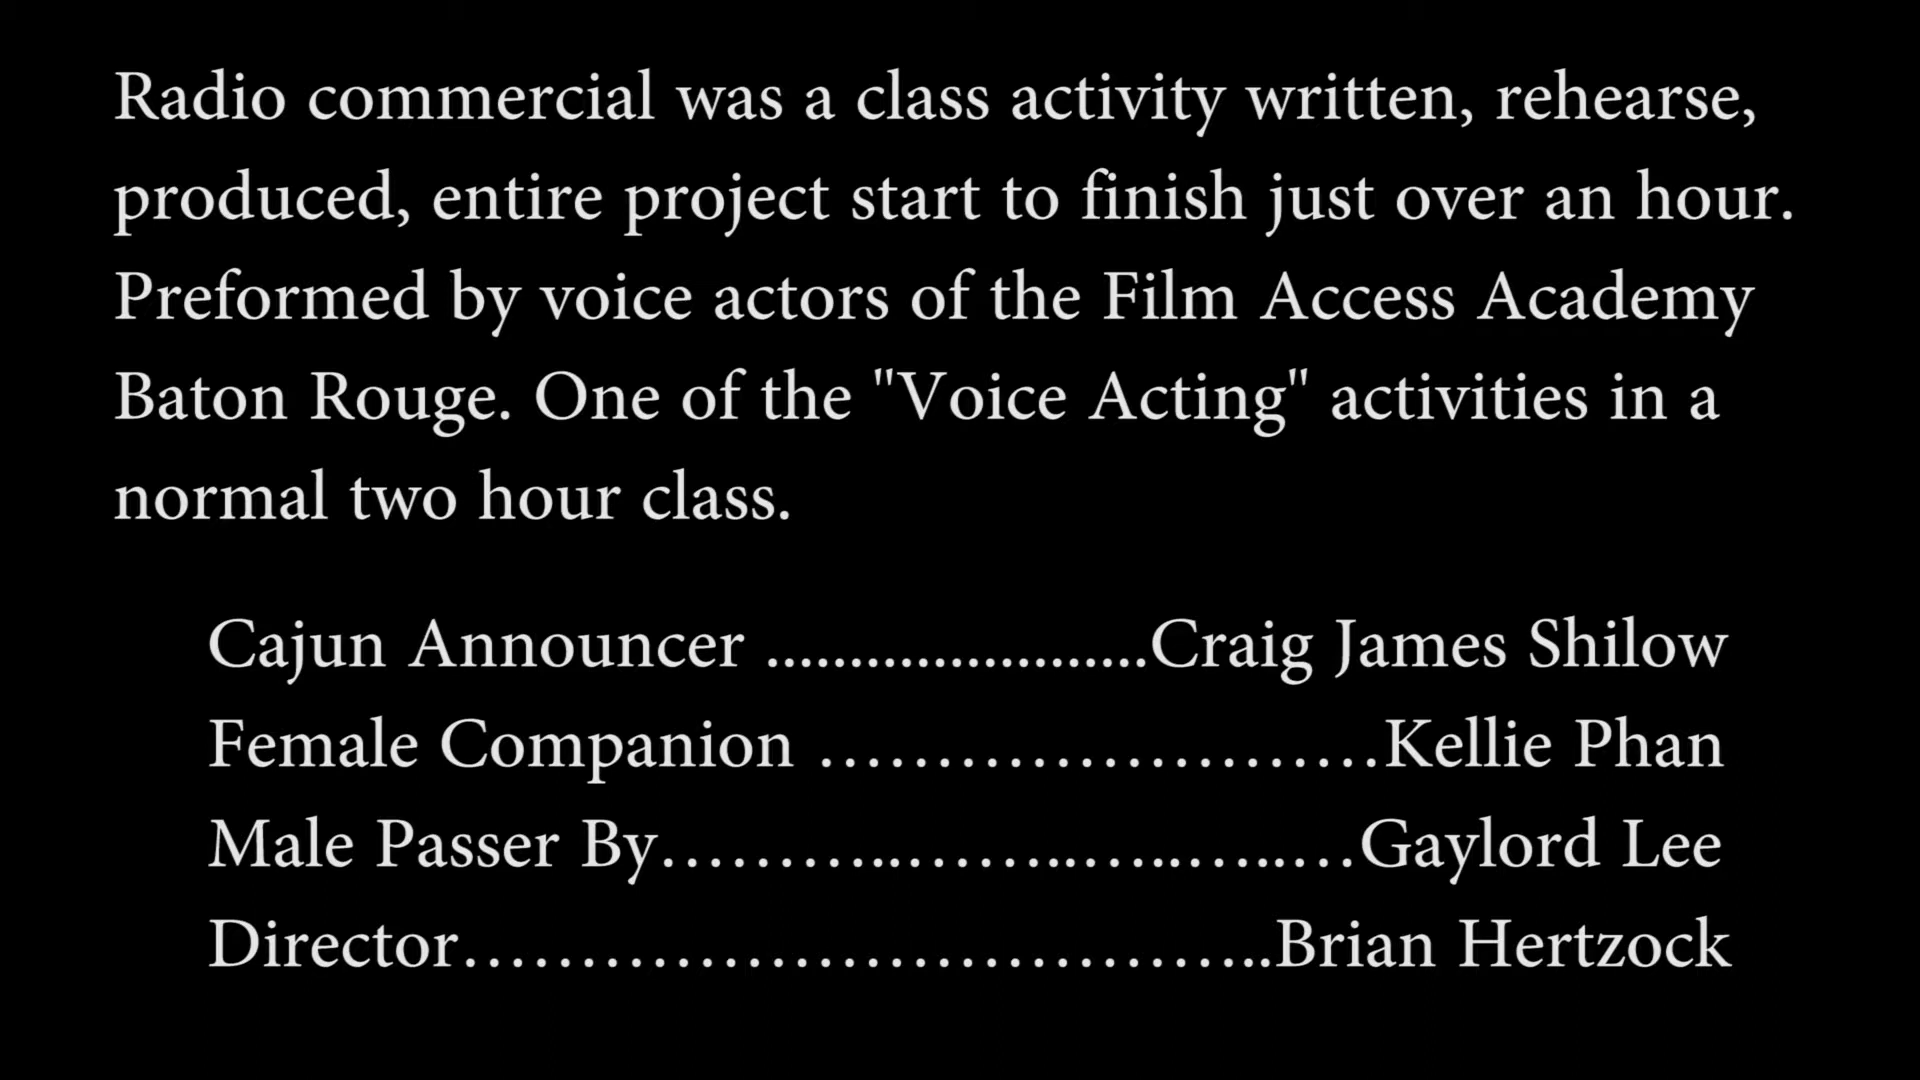 Radio commercial was a class activity written, rehearse,
produced, entire project start to finish just over an hour.
Preformed by voice actors of the Film Access Academy
Baton Rouge. One of the "Voice Acting" activities in a
normal two hour class.
Cajun Announcer .......................Craig James Shilow
Female Companion ……………………Kellie Phan
Male Passer By………..……..…..…..…Gaylord Lee
Director……………………………..Brian Hertzock